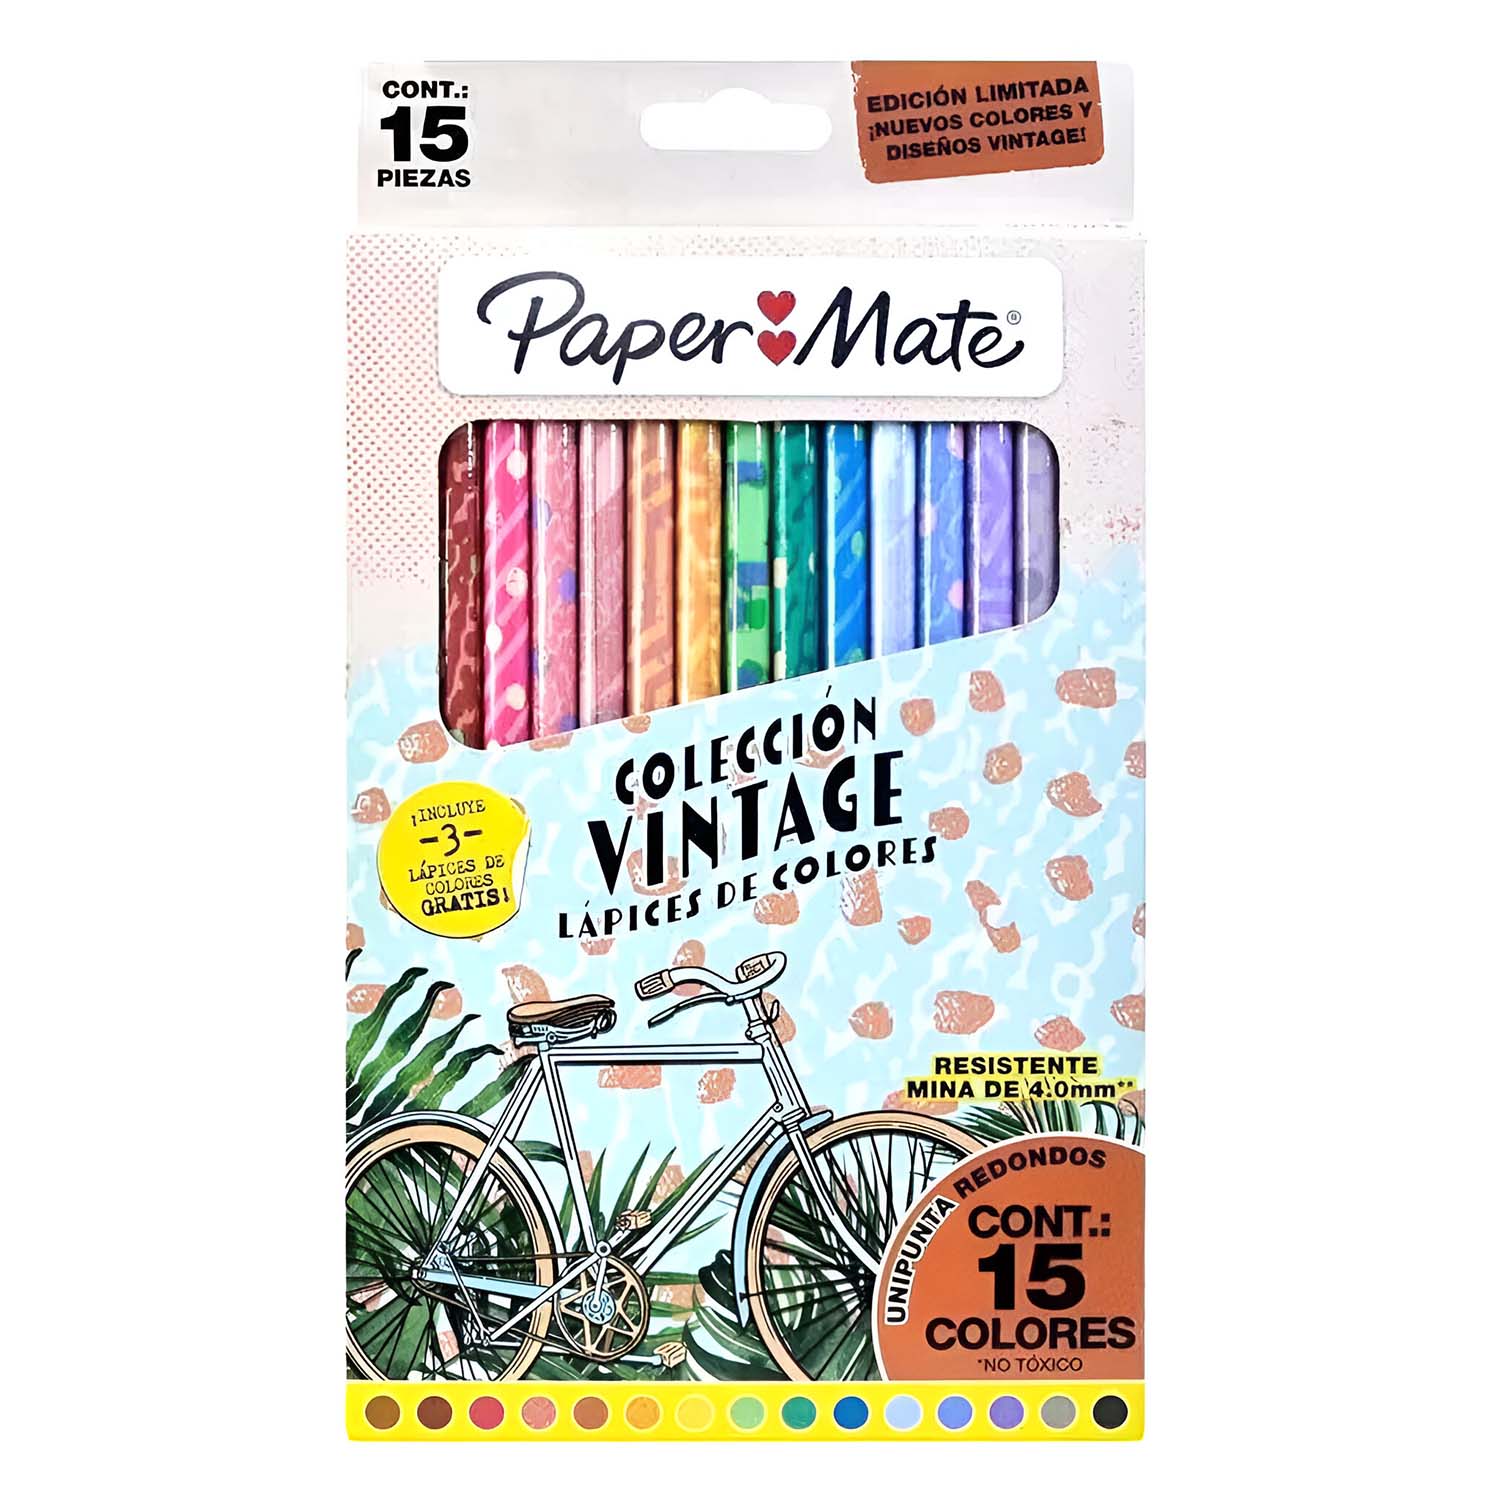 CONT.:
15
PIEZAS
EDICIÓN LIMITADA
¡NUEVOS COLORES Y
DISEÑOS VINTAGE!
Paper Mate®
COLECCIÓN
VINTAGE
LÁPICES DE COLORES
¡INCLUYE
-3-
LÁPICES DE
COLORES
GRATIS!
RESISTENTE
MINA DE 4.0mm**
UNIPUNTA REDONDOS
CONT.:
15
COLORES
*NO TÓXICO